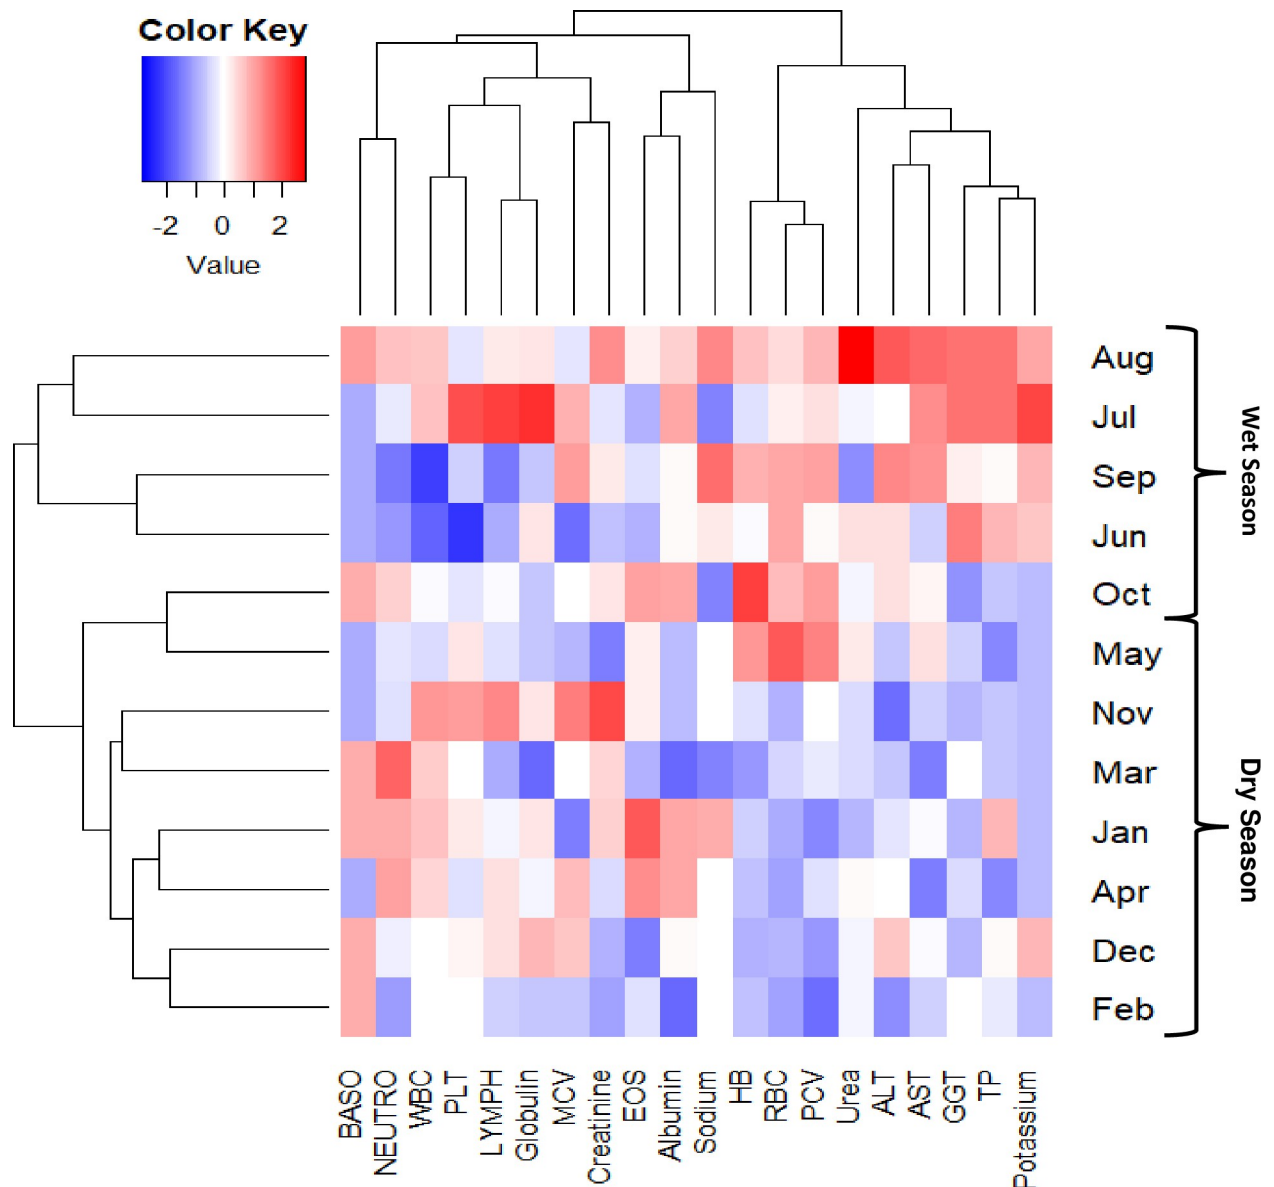 Color Key
-2 0 2
Value
Aug
Jul
Sep
Jun
Oct
May
Nov
Mar
Jan
Apr
Dec
Feb
Wet Season
Dry Season
BASO
NEUTRO
WBC
PLT
LYMPH
Globulin
MCV
Creatinine
EOS
Albumin
Sodium
HB
RBC
PCV
Urea
ALT
AST
GGT
TP
Potassium